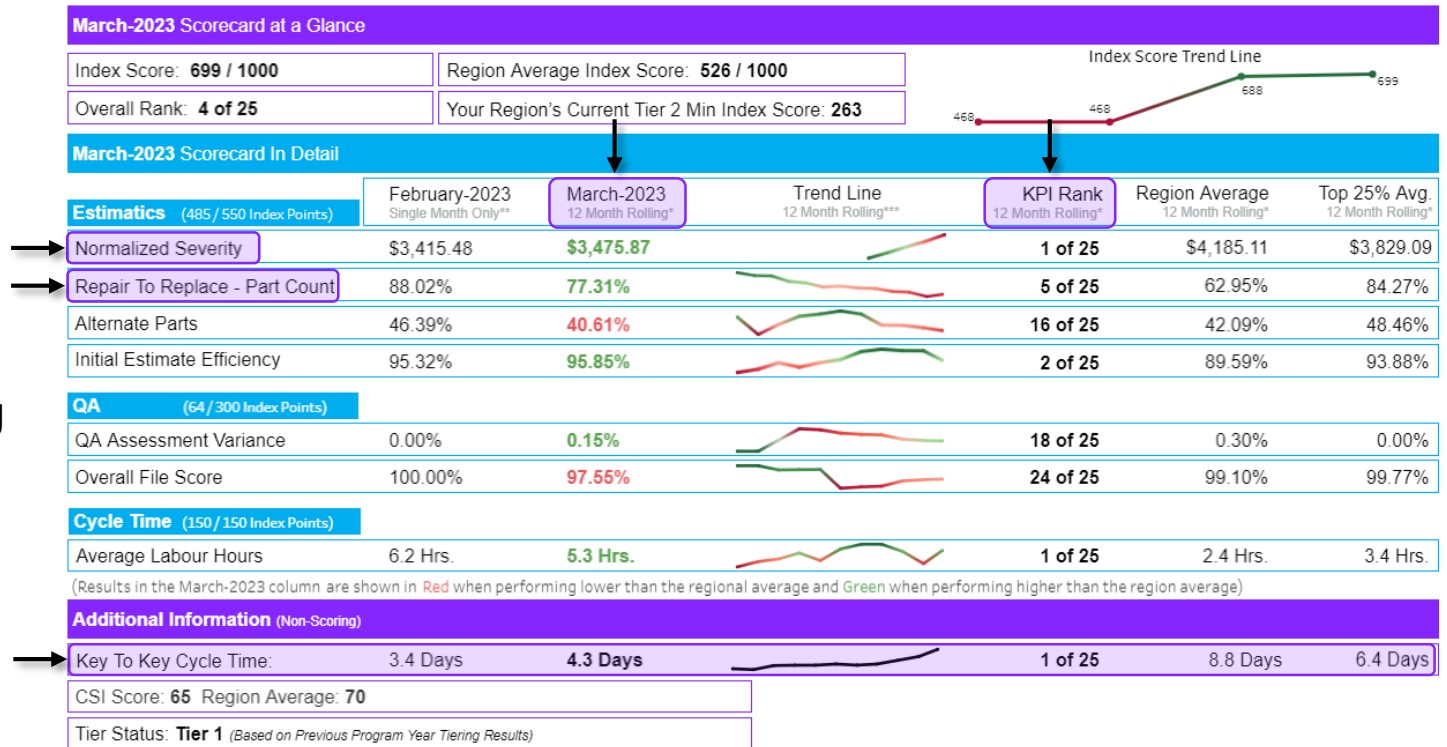 March-2023 Scorecard at a Glance
Index Score: 699 / 1000
Region Average Index Score: 526 / 1000
Overall Rank: 4 of 25
Your Region's Current Tier 2 Min Index Score: 263
Index Score Trend Line
468 468 688 699
March-2023 Scorecard In Detail
Estimatics (485/550 Index Points)
February-2023
Single Month Only**
March-2023
12 Month Rolling*
Trend Line
12 Month Rolling***
KPI Rank
12 Month Rolling*
Region Average
12 Month Rolling*
Top 25% Avg.
12 Month Rolling*
Normalized Severity $3,415.48 $3,475.87 1 of 25 $4,185.11 $3,829.09
Repair To Replace - Part Count 88.02% 77.31% 5 of 25 62.95% 84.27%
Alternate Parts 46.39% 40.61% 16 of 25 42.09% 48.46%
Initial Estimate Efficiency 95.32% 95.85% 2 of 25 89.59% 93.88%
QA (64/300 Index Points)
QA Assessment Variance 0.00% 0.15% 18 of 25 0.30% 0.00%
Overall File Score 100.00% 97.55% 24 of 25 99.10% 99.77%
Cycle Time (150/150 Index Points)
Average Labour Hours 6.2 Hrs. 5.3 Hrs. 1 of 25 2.4 Hrs. 3.4 Hrs.
(Results in the March-2023 column are shown in Red when performing lower than the regional average and Green when performing higher than the region average)
Additional Information (Non-Scoring)
Key To Key Cycle Time: 3.4 Days 4.3 Days 1 of 25 8.8 Days 6.4 Days
CSI Score: 65 Region Average: 70
Tier Status: Tier 1 (Based on Previous Program Year Tiering Results)